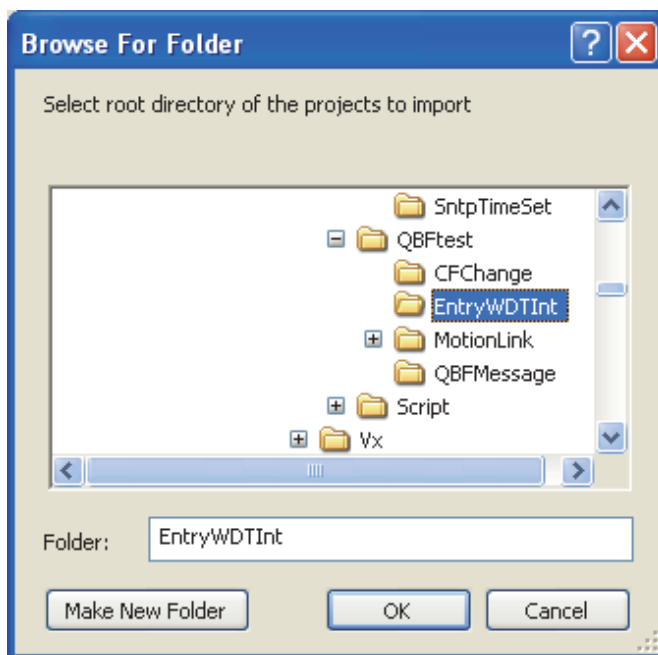 Browse For Folder
Select root directory of the projects to import
SntpTimeSet
QBFtest
CFChange
EntryWDTInt
MotionLink
QBFMessage
Script
Vx
Folder: EntryWDTInt
Make New Folder OK Cancel